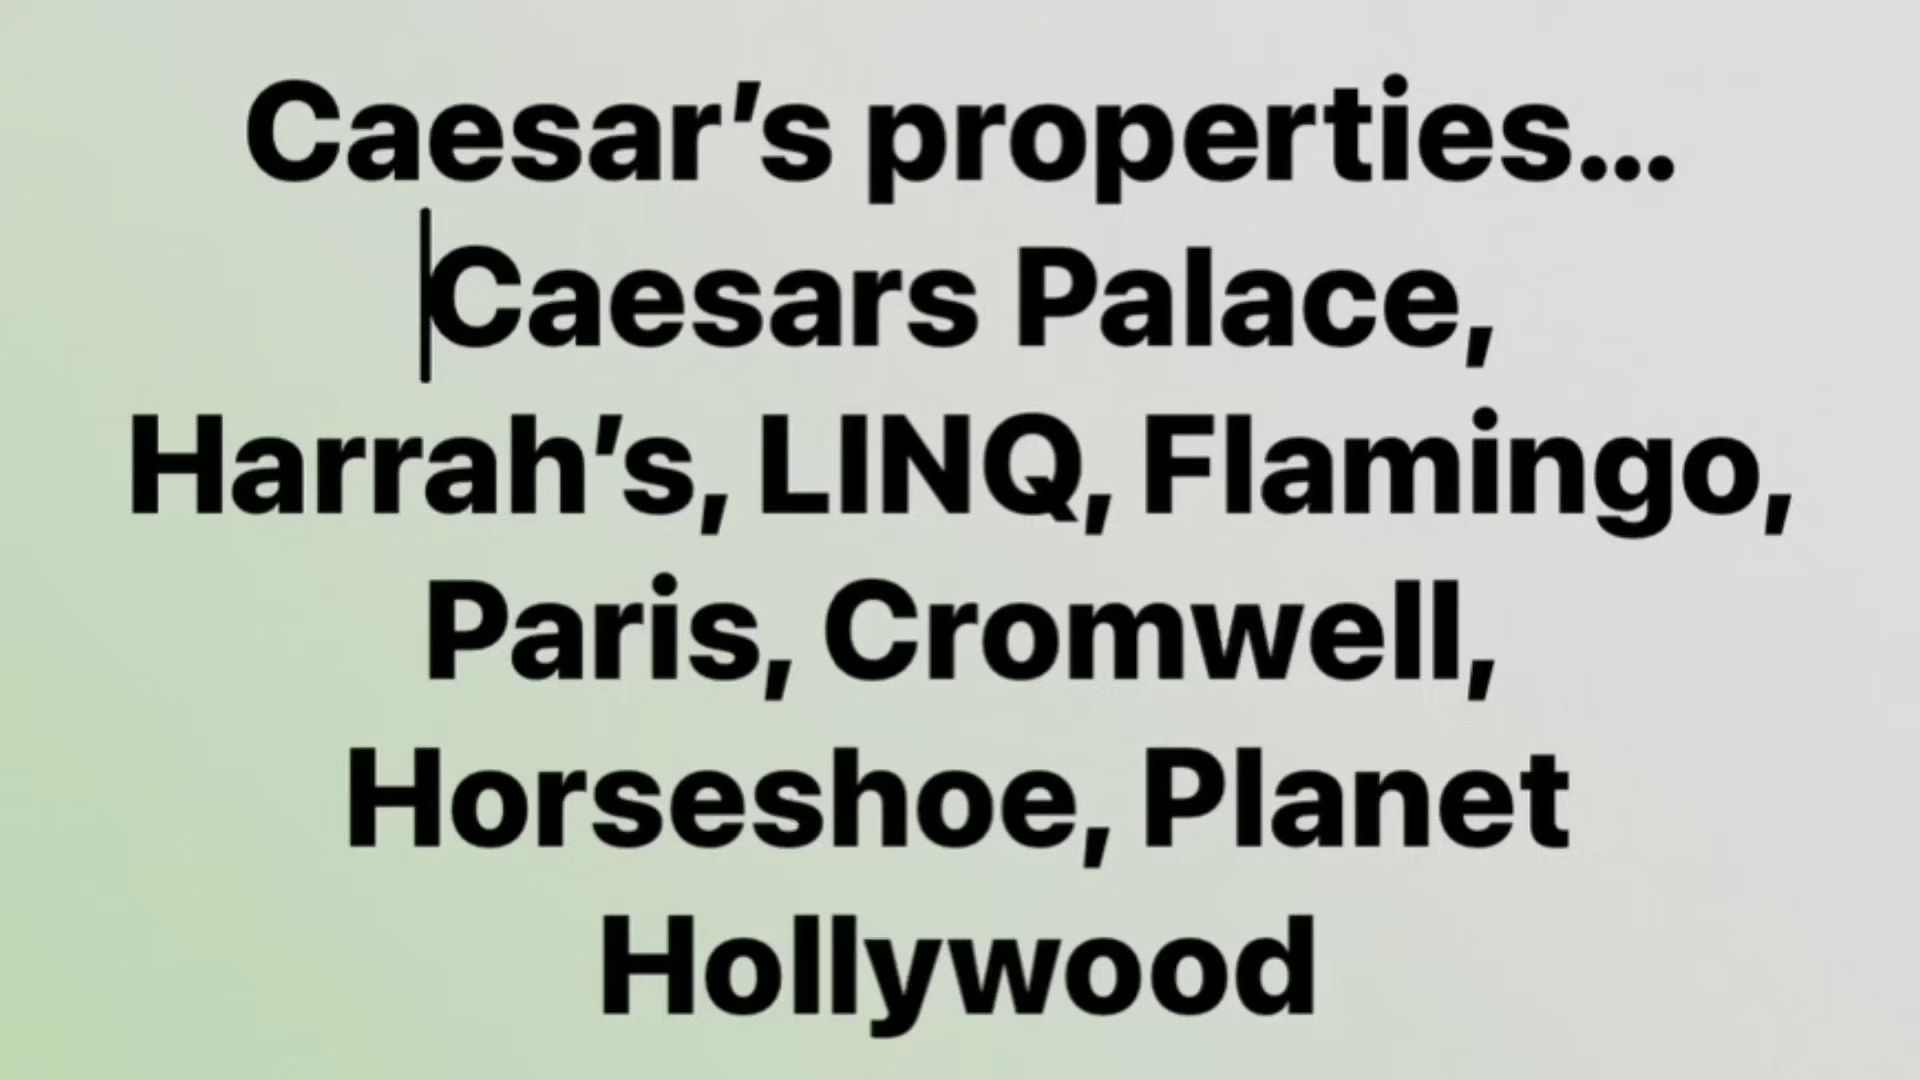 Caesar’s properties...
Caesars Palace,
Harrah’s, LINQ, Flamingo,
Paris, Cromwell,
Horseshoe, Planet
Hollywood